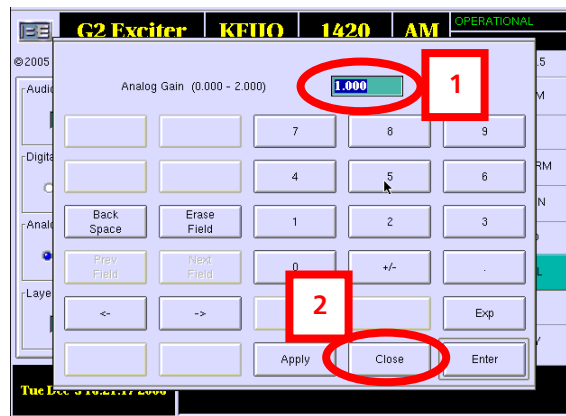 G2 Exciter KFUO 1420 AM OPERATIONAL
©2005
Analog Gain (0.000 - 2.000) 1.000 1
7 8 9
4 5 6
Back Space Erase Field 1 2 3
Prev Field Next Field 0 +/- .
<- -> 2 Exp
Apply Close Enter